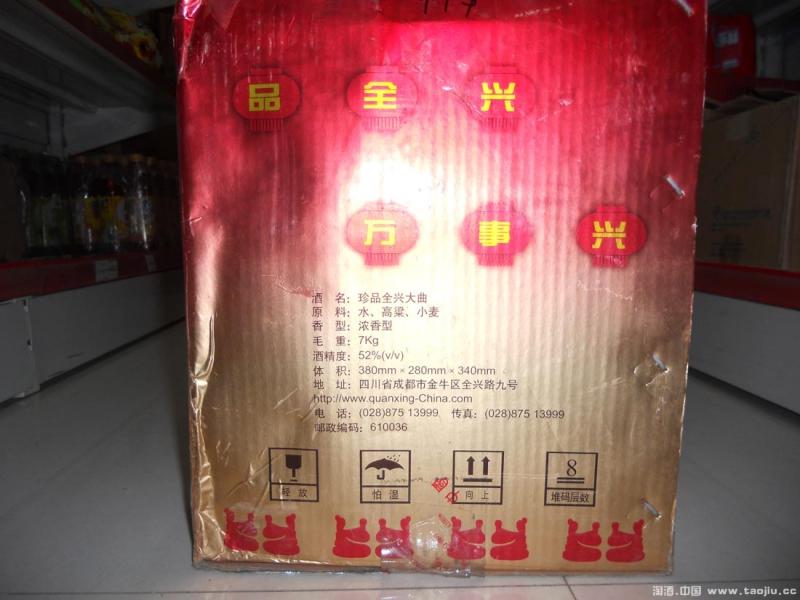 品 全 兴
万 事 兴
酒 名：珍品全兴大曲
原 料：水、高粱、小麦
香 型：浓香型
毛 重：7Kg
酒精度：52%(v/v)
体 积：380mm×280mm×340mm
地 址：四川省成都市金牛区全兴路九号
http://www.quanxing-China.com
电 话：(028)875 13999 传真：(028)875 13999
邮政编码：610036
8
轻 放 怕 湿 向 上 堆码层数
淘酒.中国 www.taojiu.cc